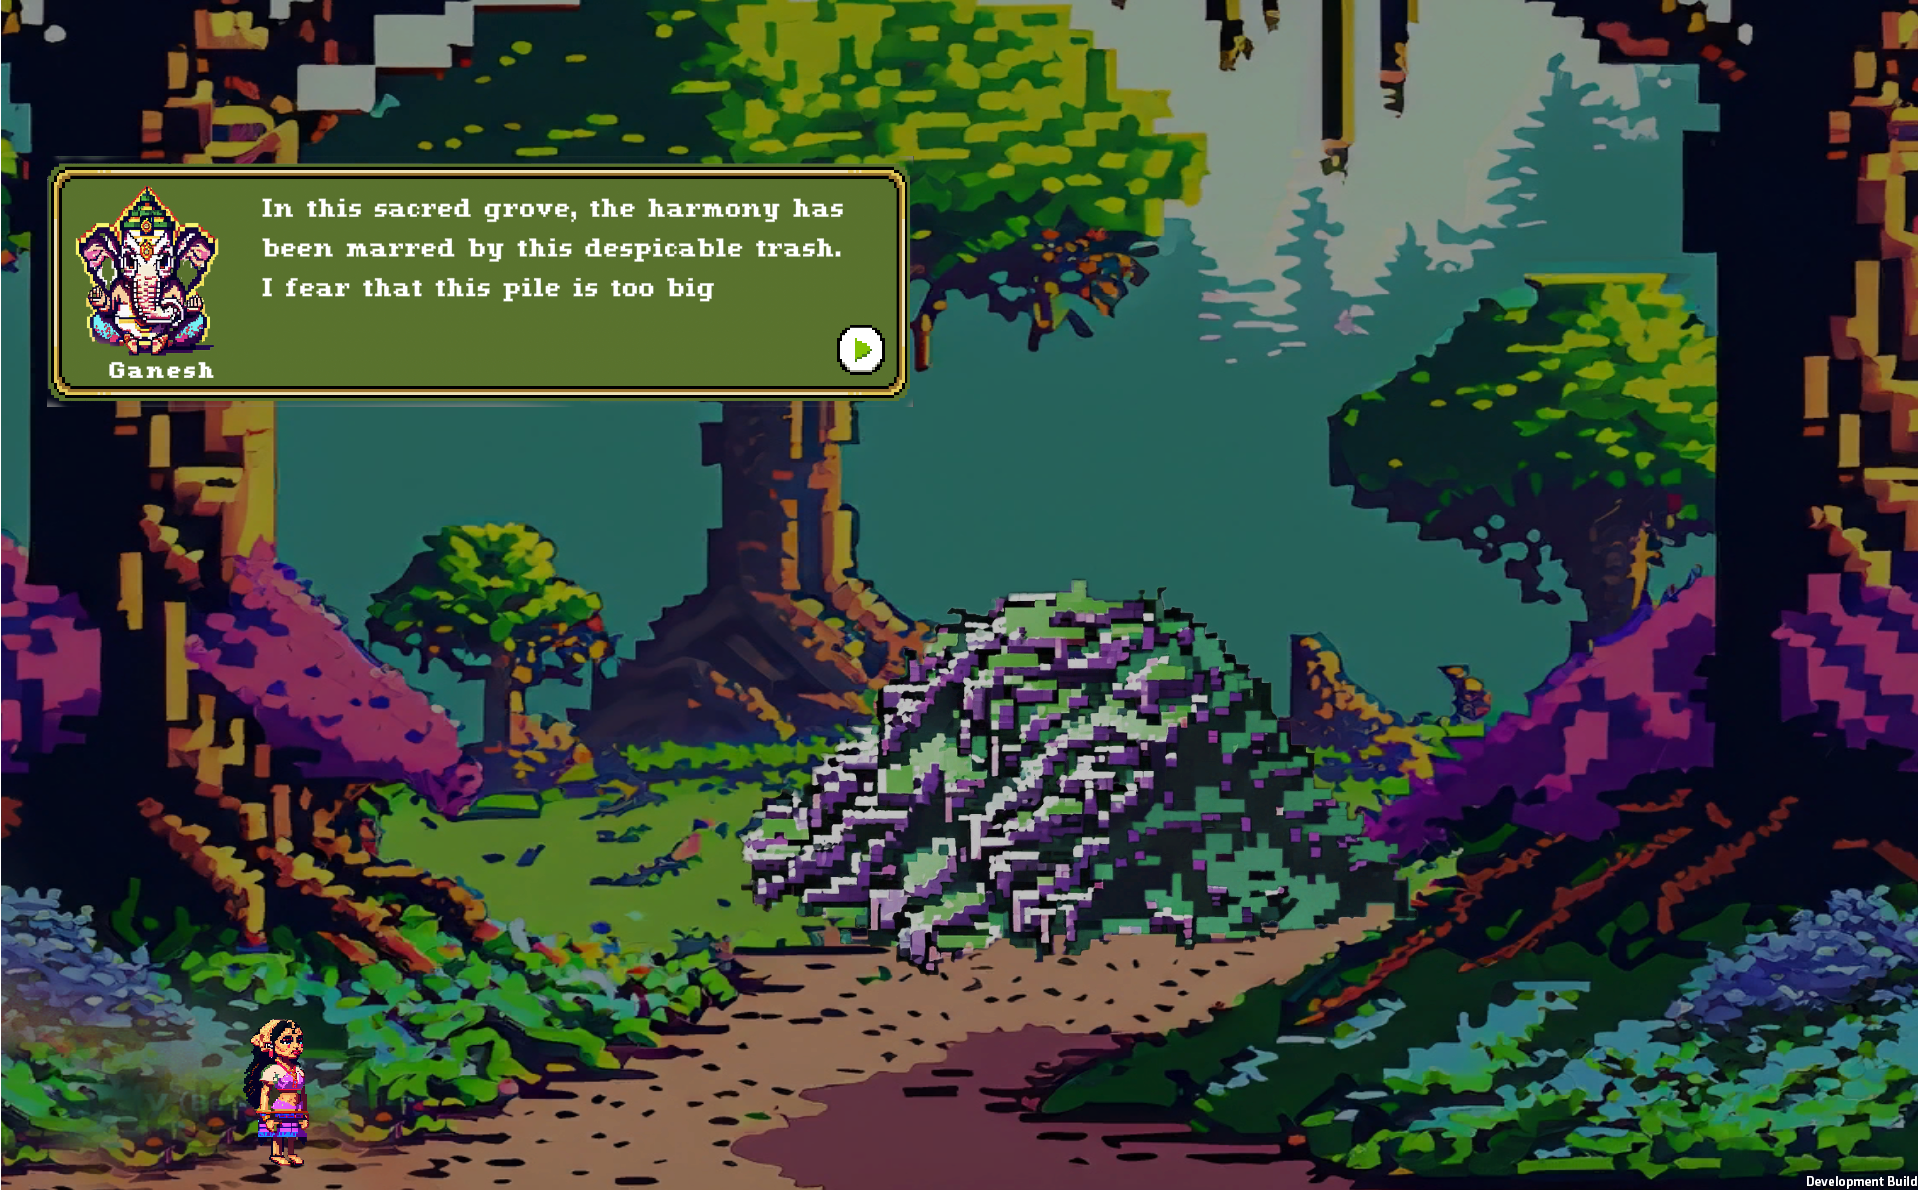 In this sacred grove, the harmony has
been marred by this despicable trash.
I fear that this pile is too big
Ganesh
Development Build